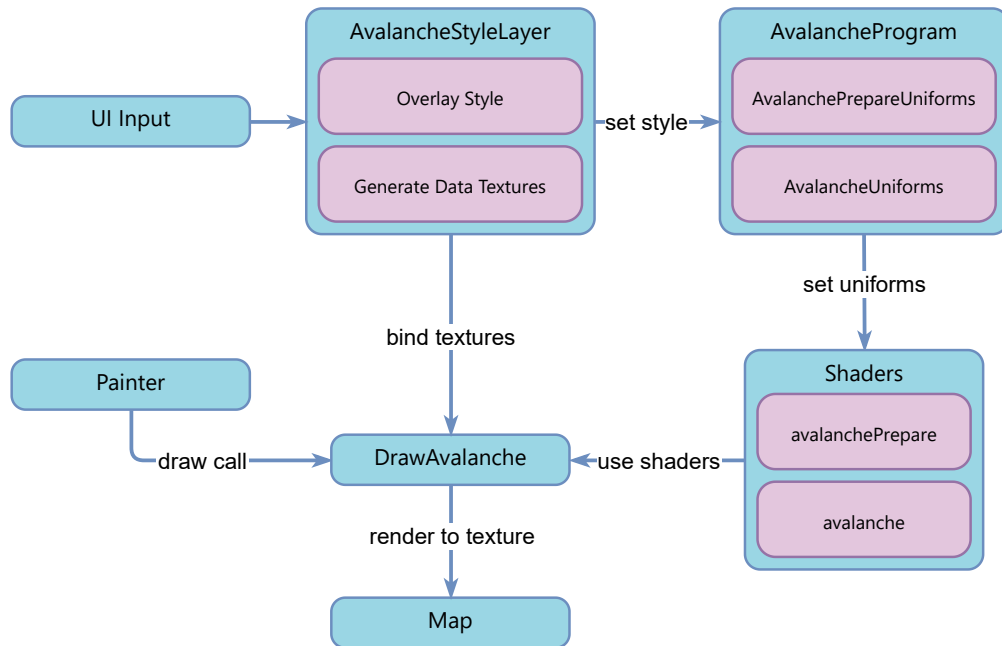 AvalancheStyleLayer
AvalancheProgram
Overlay Style
AvalanchePrepareUniforms
UI Input
set style
Generate Data Textures
AvalancheUniforms
set uniforms
bind textures
Painter
Shaders
avalanchePrepare
draw call
DrawAvalanche
use shaders
avalanche
render to texture
Map